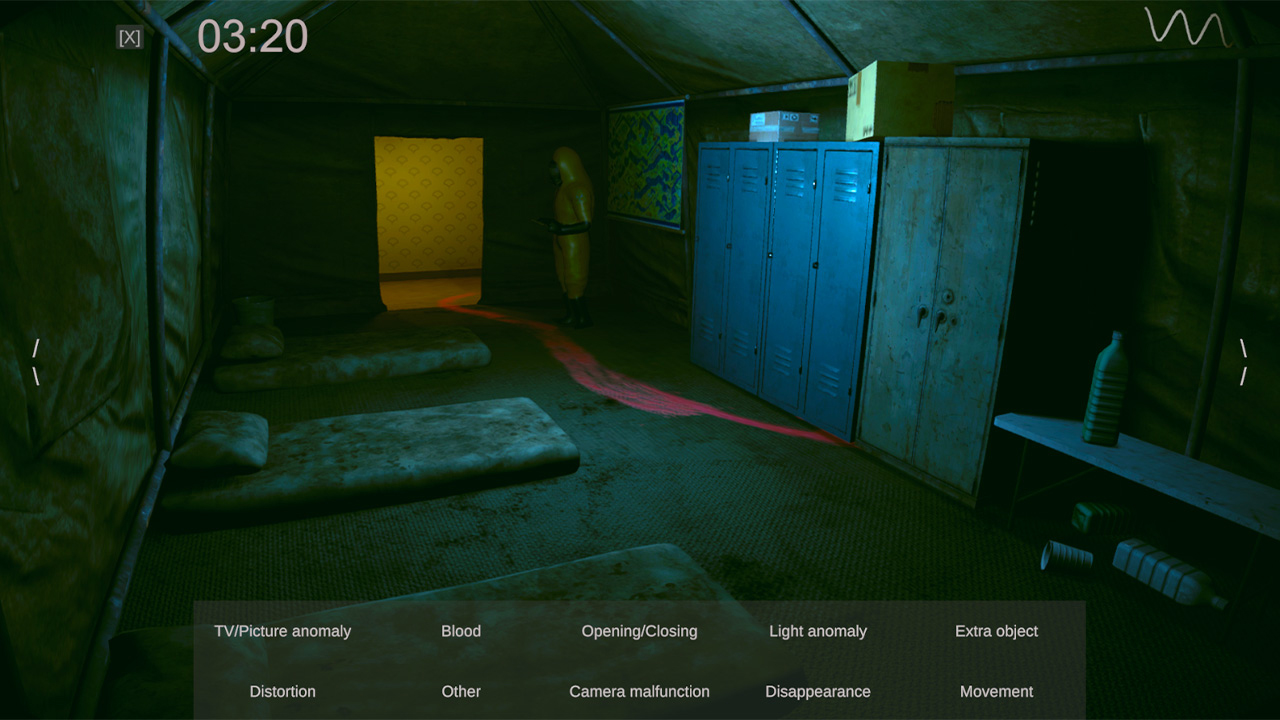 [X] 03:20
TV/Picture anomaly Blood Opening/Closing Light anomaly Extra object
Distortion Other Camera malfunction Disappearance Movement